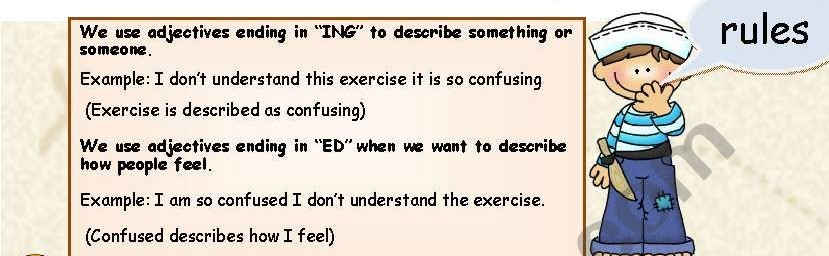 We use adjectives ending in "ING" to describe something or
someone.
Example: I don't understand this exercise it is so confusing
(Exercise is described as confusing)
We use adjectives ending in "ED" when we want to describe
how people feel.
Example: I am so confused I don't understand the exercise.
(Confused describes how I feel)
rules
com